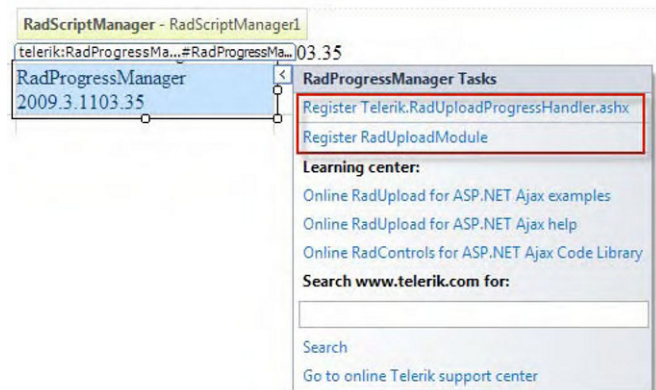 RadScriptManager - RadScriptManager1
telerik:RadProgressMa...#RadProgressMa... 03.35
RadProgressManager
2009.3.1103.35
RadProgressManager Tasks
Register Telerik.RadUploadProgressHandler.ashx
Register RadUploadModule
Learning center:
Online RadUpload for ASP.NET Ajax examples
Online RadUpload for ASP.NET Ajax help
Online RadControls for ASP.NET Ajax Code Library
Search www.telerik.com for:
Search
Go to online Telerik support center